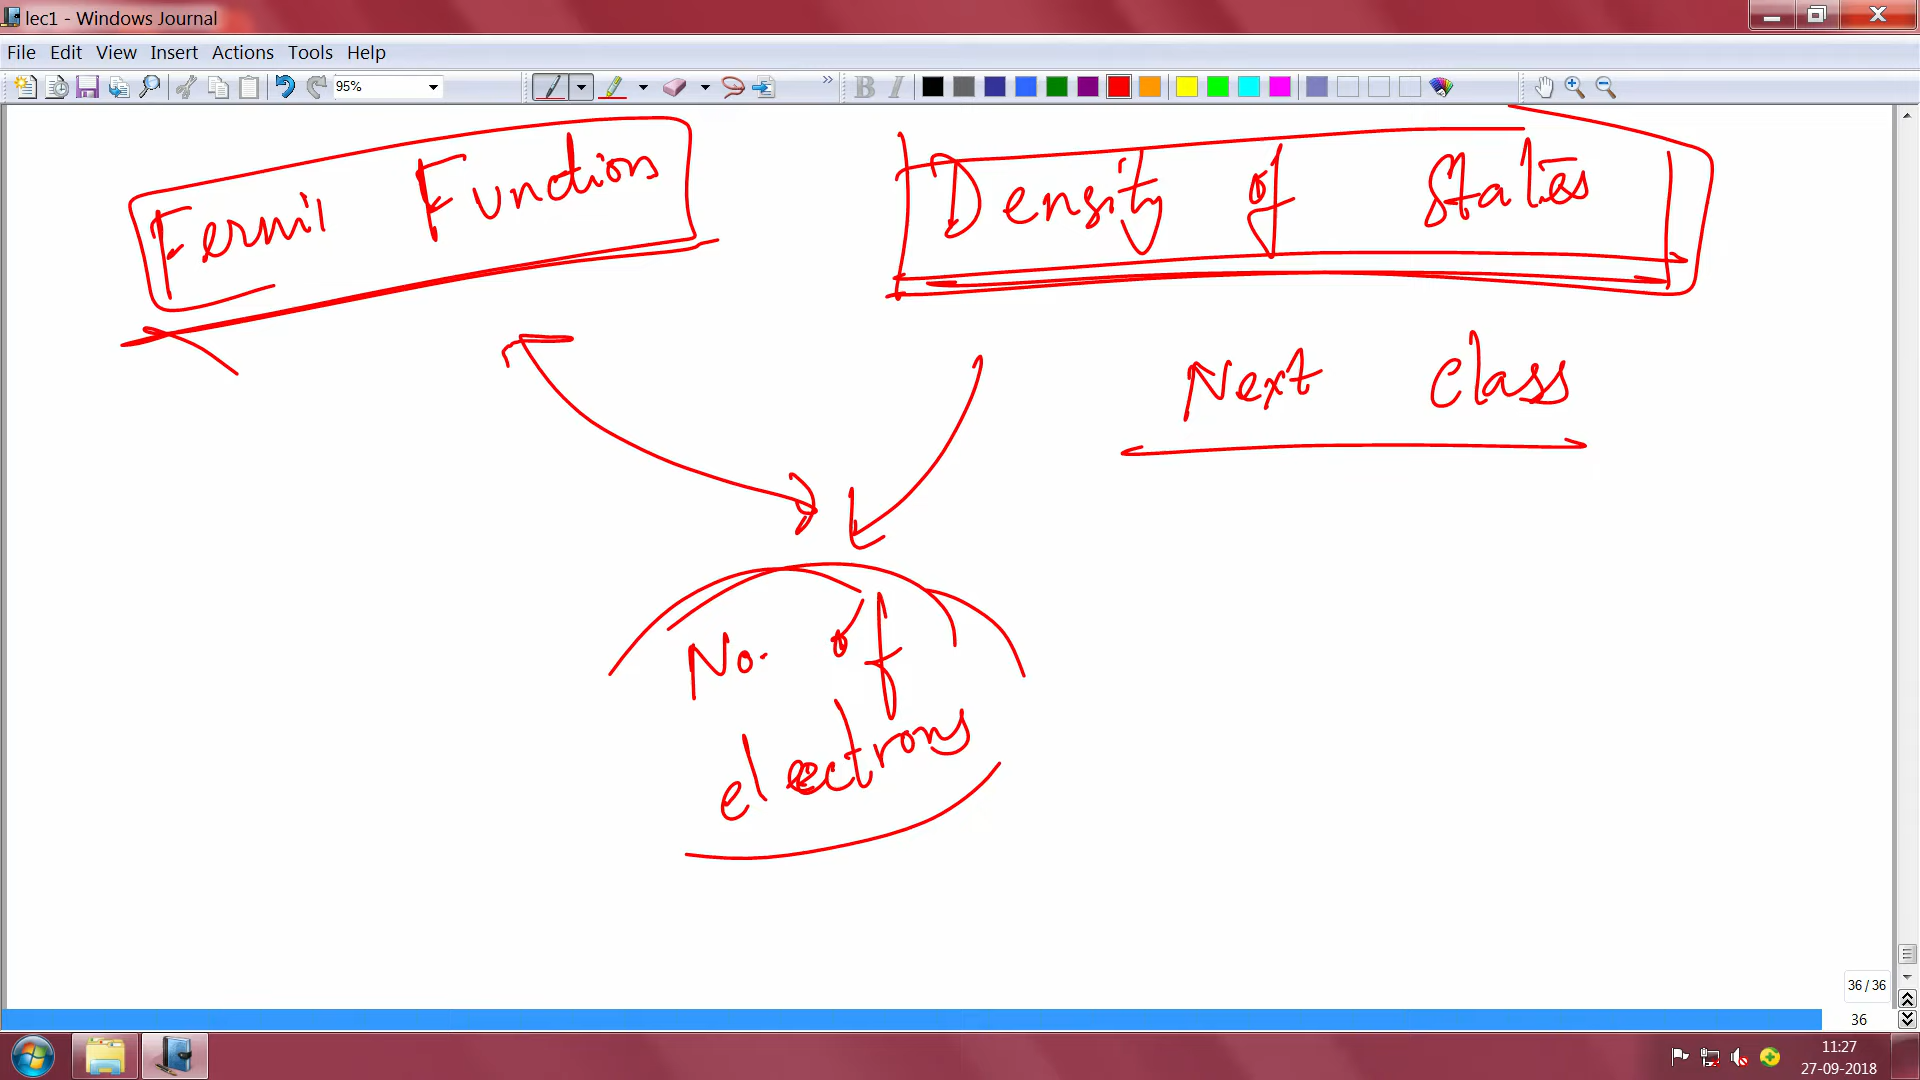 lec1 - Windows Journal
File Edit View Insert Actions Tools Help
95%
Fermi Function
Density of States
Next Class
No. of
electrons
36 / 36
36
11:27
27-09-2018